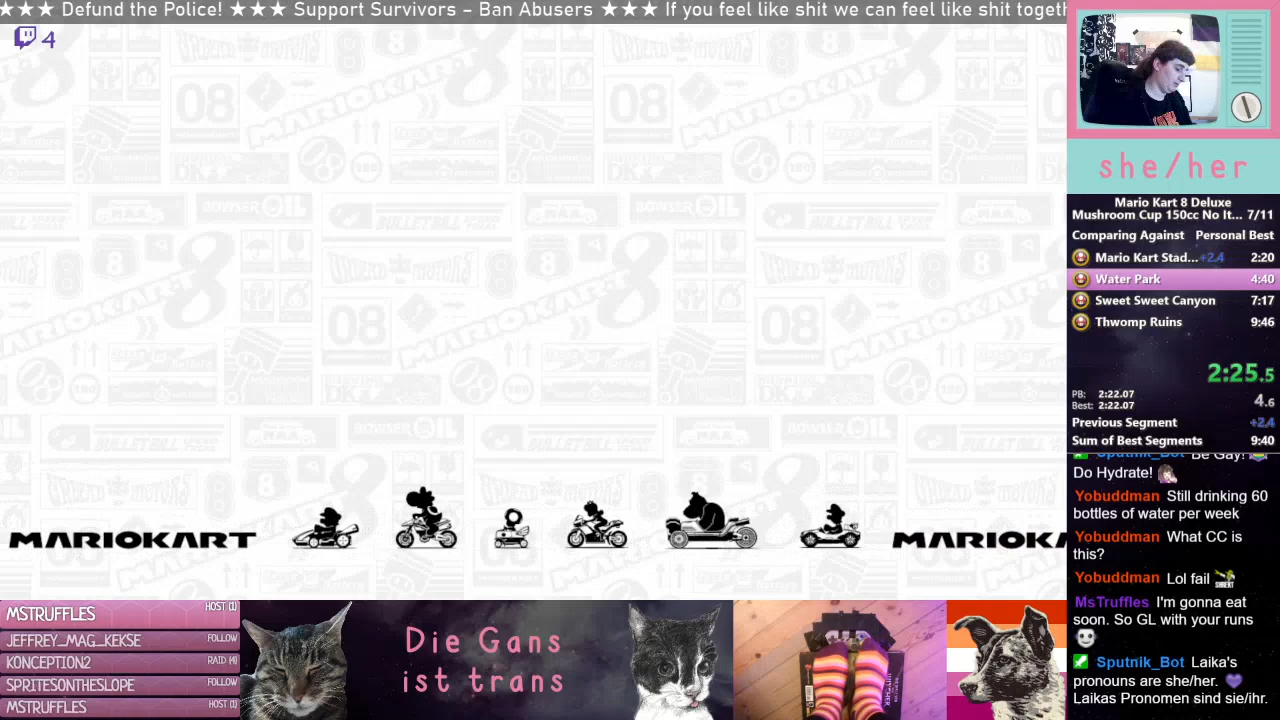 ★★★ Defund the Police! ★★★ Support Survivors - Ban Abusers ★★★ If you feel like shit we can feel like shit togeth
4
she/her
Mario Kart 8 Deluxe
Mushroom Cup 150cc No It... 7/11
Comparing Against Personal Best
Mario Kart Stad... +2.4 2:20
Water Park 4:40
Sweet Sweet Canyon 7:17
Thwomp Ruins 9:46
2:25.5
PB: 2:22.07
Best: 2:22.07
4.6
Previous Segment +2.4
Sum of Best Segments 9:40
Sputnik_Bot Be Gay!
Do Hydrate!
Yobuddman Still drinking 60
bottles of water per week
Yobuddman What CC is
this?
Yobuddman Lol fail
MsTruffles I'm gonna eat
soon. So GL with your runs
Sputnik_Bot Laika's
pronouns are she/her.
Laikas Pronomen sind sie/ihr.
MARIOKART MARIOKA
MSTRUFFLES HOST (1)
JEFFREY_MAG_KEKSE FOLLOW
KONCEPTION2 RAID (4)
SPRITESONTHESLOPE FOLLOW
MSTRUFFLES HOST (1)
Die Gans
ist trans